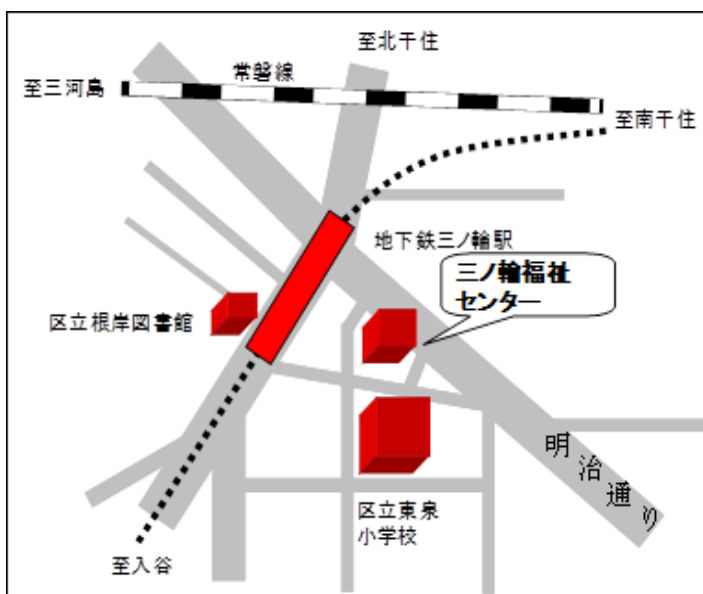 至北千住
常磐線
至三河島
至南千住
地下鉄三ノ輪駅
三ノ輪福祉
センター
区立根岸図書館
明治通り
区立東泉
小学校
至入谷